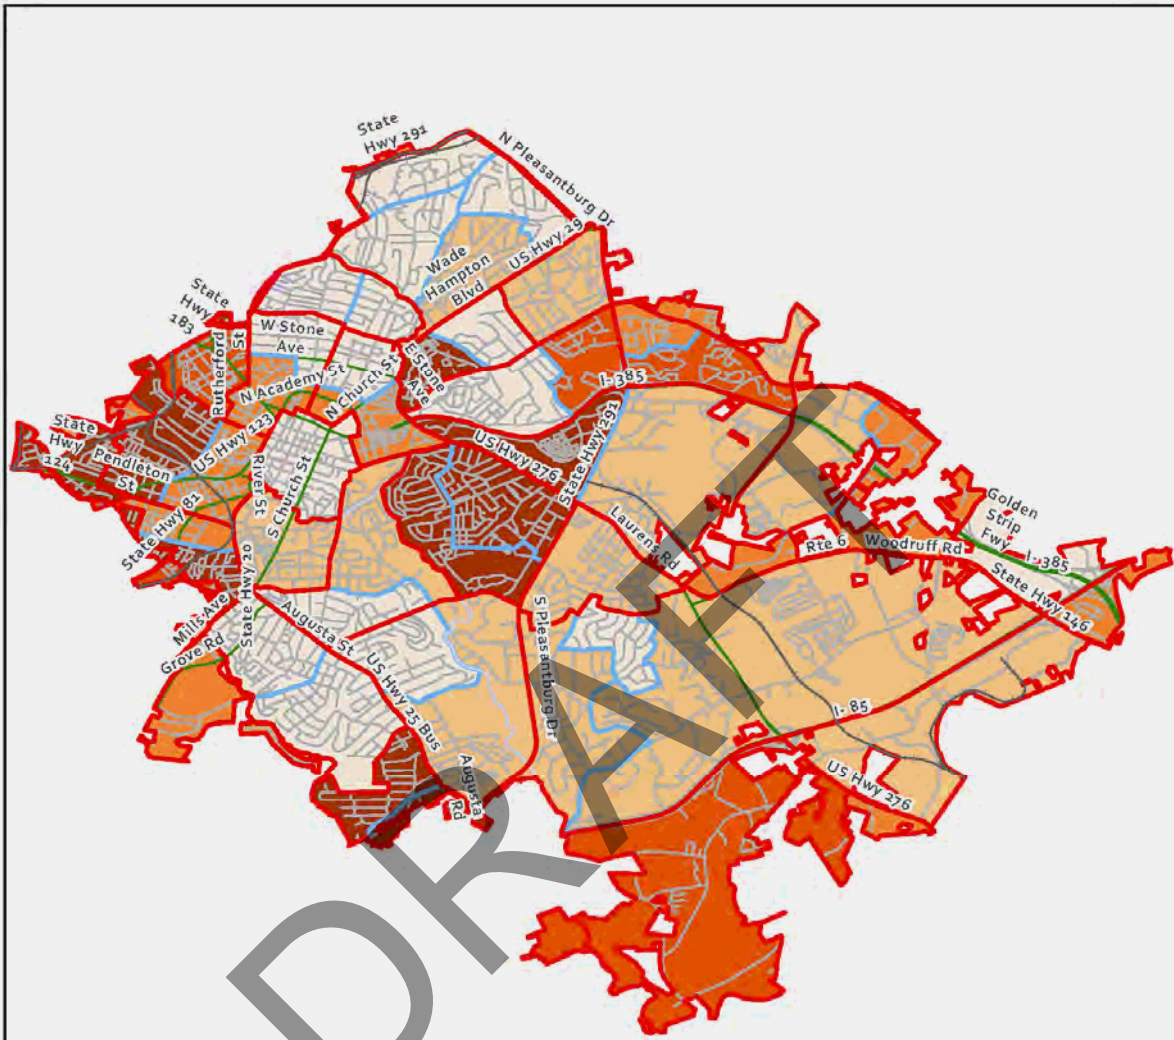 State
Hwy 291
N Pleasantburg Dr
US Hwy 29
Wade
Hampton
Blvd
State
Hwy
183
Rutherford
St
W Stone
Ave
E Stone
Ave
N Academy St
N Church St
I-385
State
Hwy
124
Pendleton
St
US Hwy 123
River St
S Church St
US Hwy 276
State Hwy 291
State Hwy 81
State Hwy 20
Laurens Rd
Rte 6
Woodruff Rd
Golden
Strip
Fwy
I-385
State Hwy 146
Mills Ave
Grove Rd
Augusta St
US Hwy 25 Bus
S Pleasantburg Dr
Augusta
Rd
I-85
US Hwy 276
DRAFT